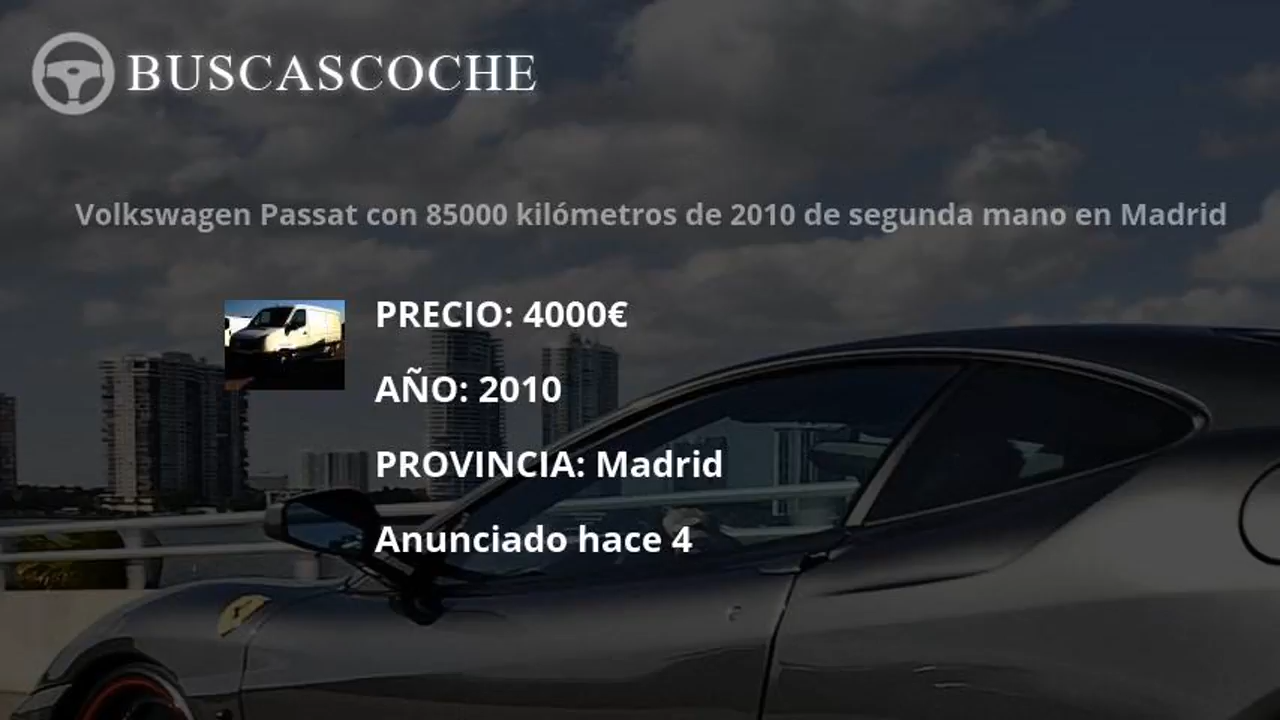 BUSCASCOCHE
Volkswagen Passat con 85000 kilómetros de 2010 de segunda mano en Madrid
PRECIO: 4000€
AÑO: 2010
PROVINCIA: Madrid
Anunciado hace 4